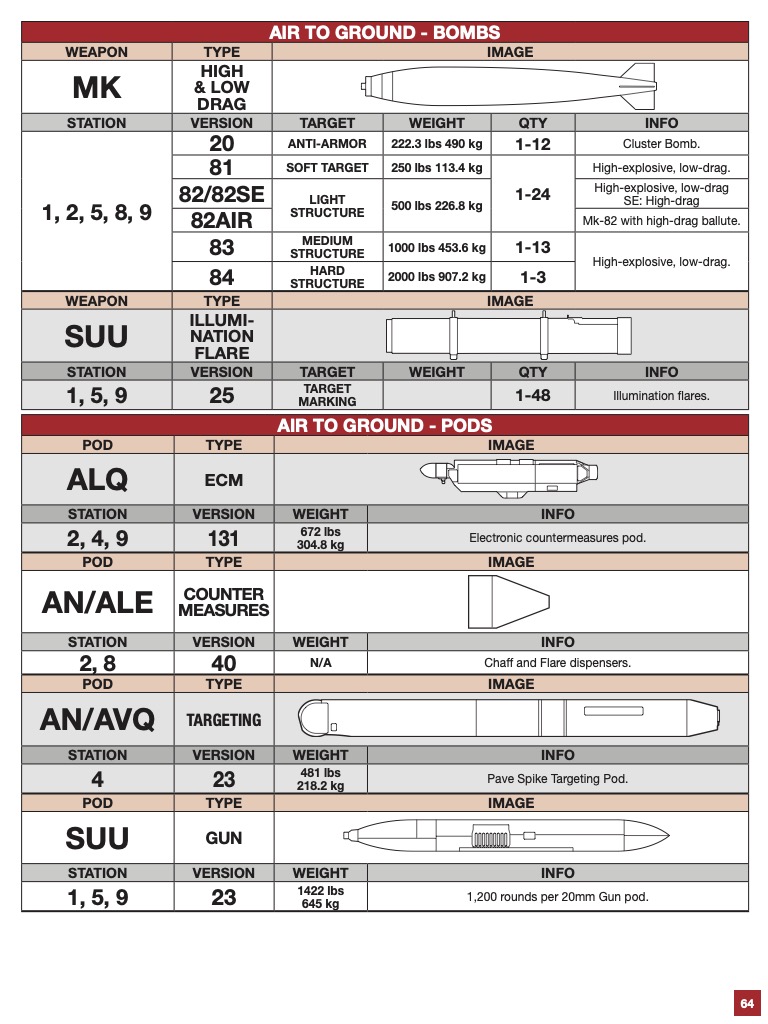 AIR TO GROUND - BOMBS
WEAPON TYPE IMAGE
MK HIGH
& LOW
DRAG
STATION VERSION TARGET WEIGHT QTY INFO
1, 2, 5, 8, 9
20 ANTI-ARMOR 222.3 lbs 490 kg 1-12 Cluster Bomb.
81 SOFT TARGET 250 lbs 113.4 kg 1-24 High-explosive, low-drag.
82/82SE LIGHT
STRUCTURE 500 lbs 226.8 kg High-explosive, low-drag
SE: High-drag
82AIR Mk-82 with high-drag ballute.
83 MEDIUM
STRUCTURE 1000 lbs 453.6 kg 1-13 High-explosive, low-drag.
84 HARD
STRUCTURE 2000 lbs 907.2 kg 1-3
WEAPON TYPE IMAGE
SUU ILLUMI-
NATION
FLARE
STATION VERSION TARGET WEIGHT QTY INFO
1, 5, 9 25 TARGET
MARKING 1-48 Illumination flares.
AIR TO GROUND - PODS
POD TYPE IMAGE
ALQ ECM
STATION VERSION WEIGHT INFO
2, 4, 9 131 672 lbs
304.8 kg Electronic countermeasures pod.
POD TYPE IMAGE
AN/ALE COUNTER
MEASURES
STATION VERSION WEIGHT INFO
2, 8 40 N/A Chaff and Flare dispensers.
POD TYPE IMAGE
AN/AVQ TARGETING
STATION VERSION WEIGHT INFO
4 23 481 lbs
218.2 kg Pave Spike Targeting Pod.
POD TYPE IMAGE
SUU GUN
STATION VERSION WEIGHT INFO
1, 5, 9 23 1422 lbs
645 kg 1,200 rounds per 20mm Gun pod.
64